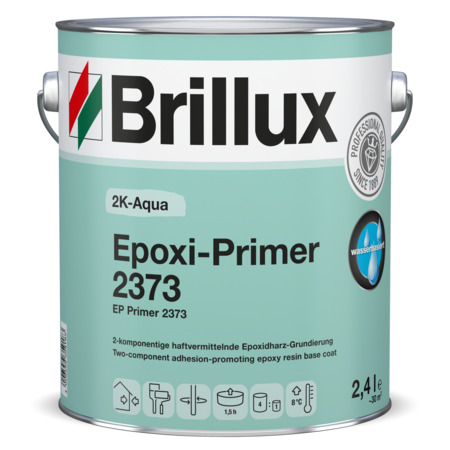 Brillux
PROFESSIONAL QUALITY
SINCE 1889
2K-Aqua
wasserbasiert
Epoxi-Primer
2373
EP Primer 2373
2-komponentige haftvermittelnde Epoxidharz-Grundierung
Two-component adhesion-promoting epoxy resin base coat
1,5 h
4 : 1
8°C
2,4 l e
~30 m²